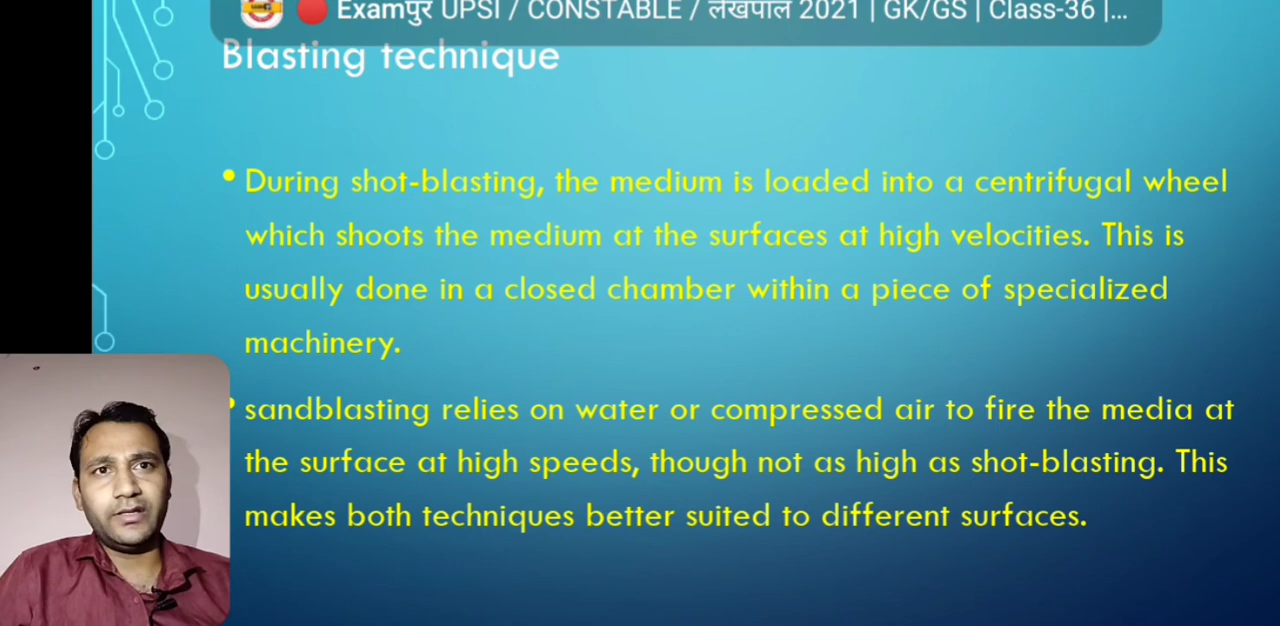 Examपुर UPSI / CONSTABLE / लेखपाल 2021 | GK/GS | Class-36 |...
Blasting technique
• During shot-blasting, the medium is loaded into a centrifugal wheel
which shoots the medium at the surfaces at high velocities. This is
usually done in a closed chamber within a piece of specialized
machinery.
• sandblasting relies on water or compressed air to fire the media at
the surface at high speeds, though not as high as shot-blasting. This
makes both techniques better suited to different surfaces.